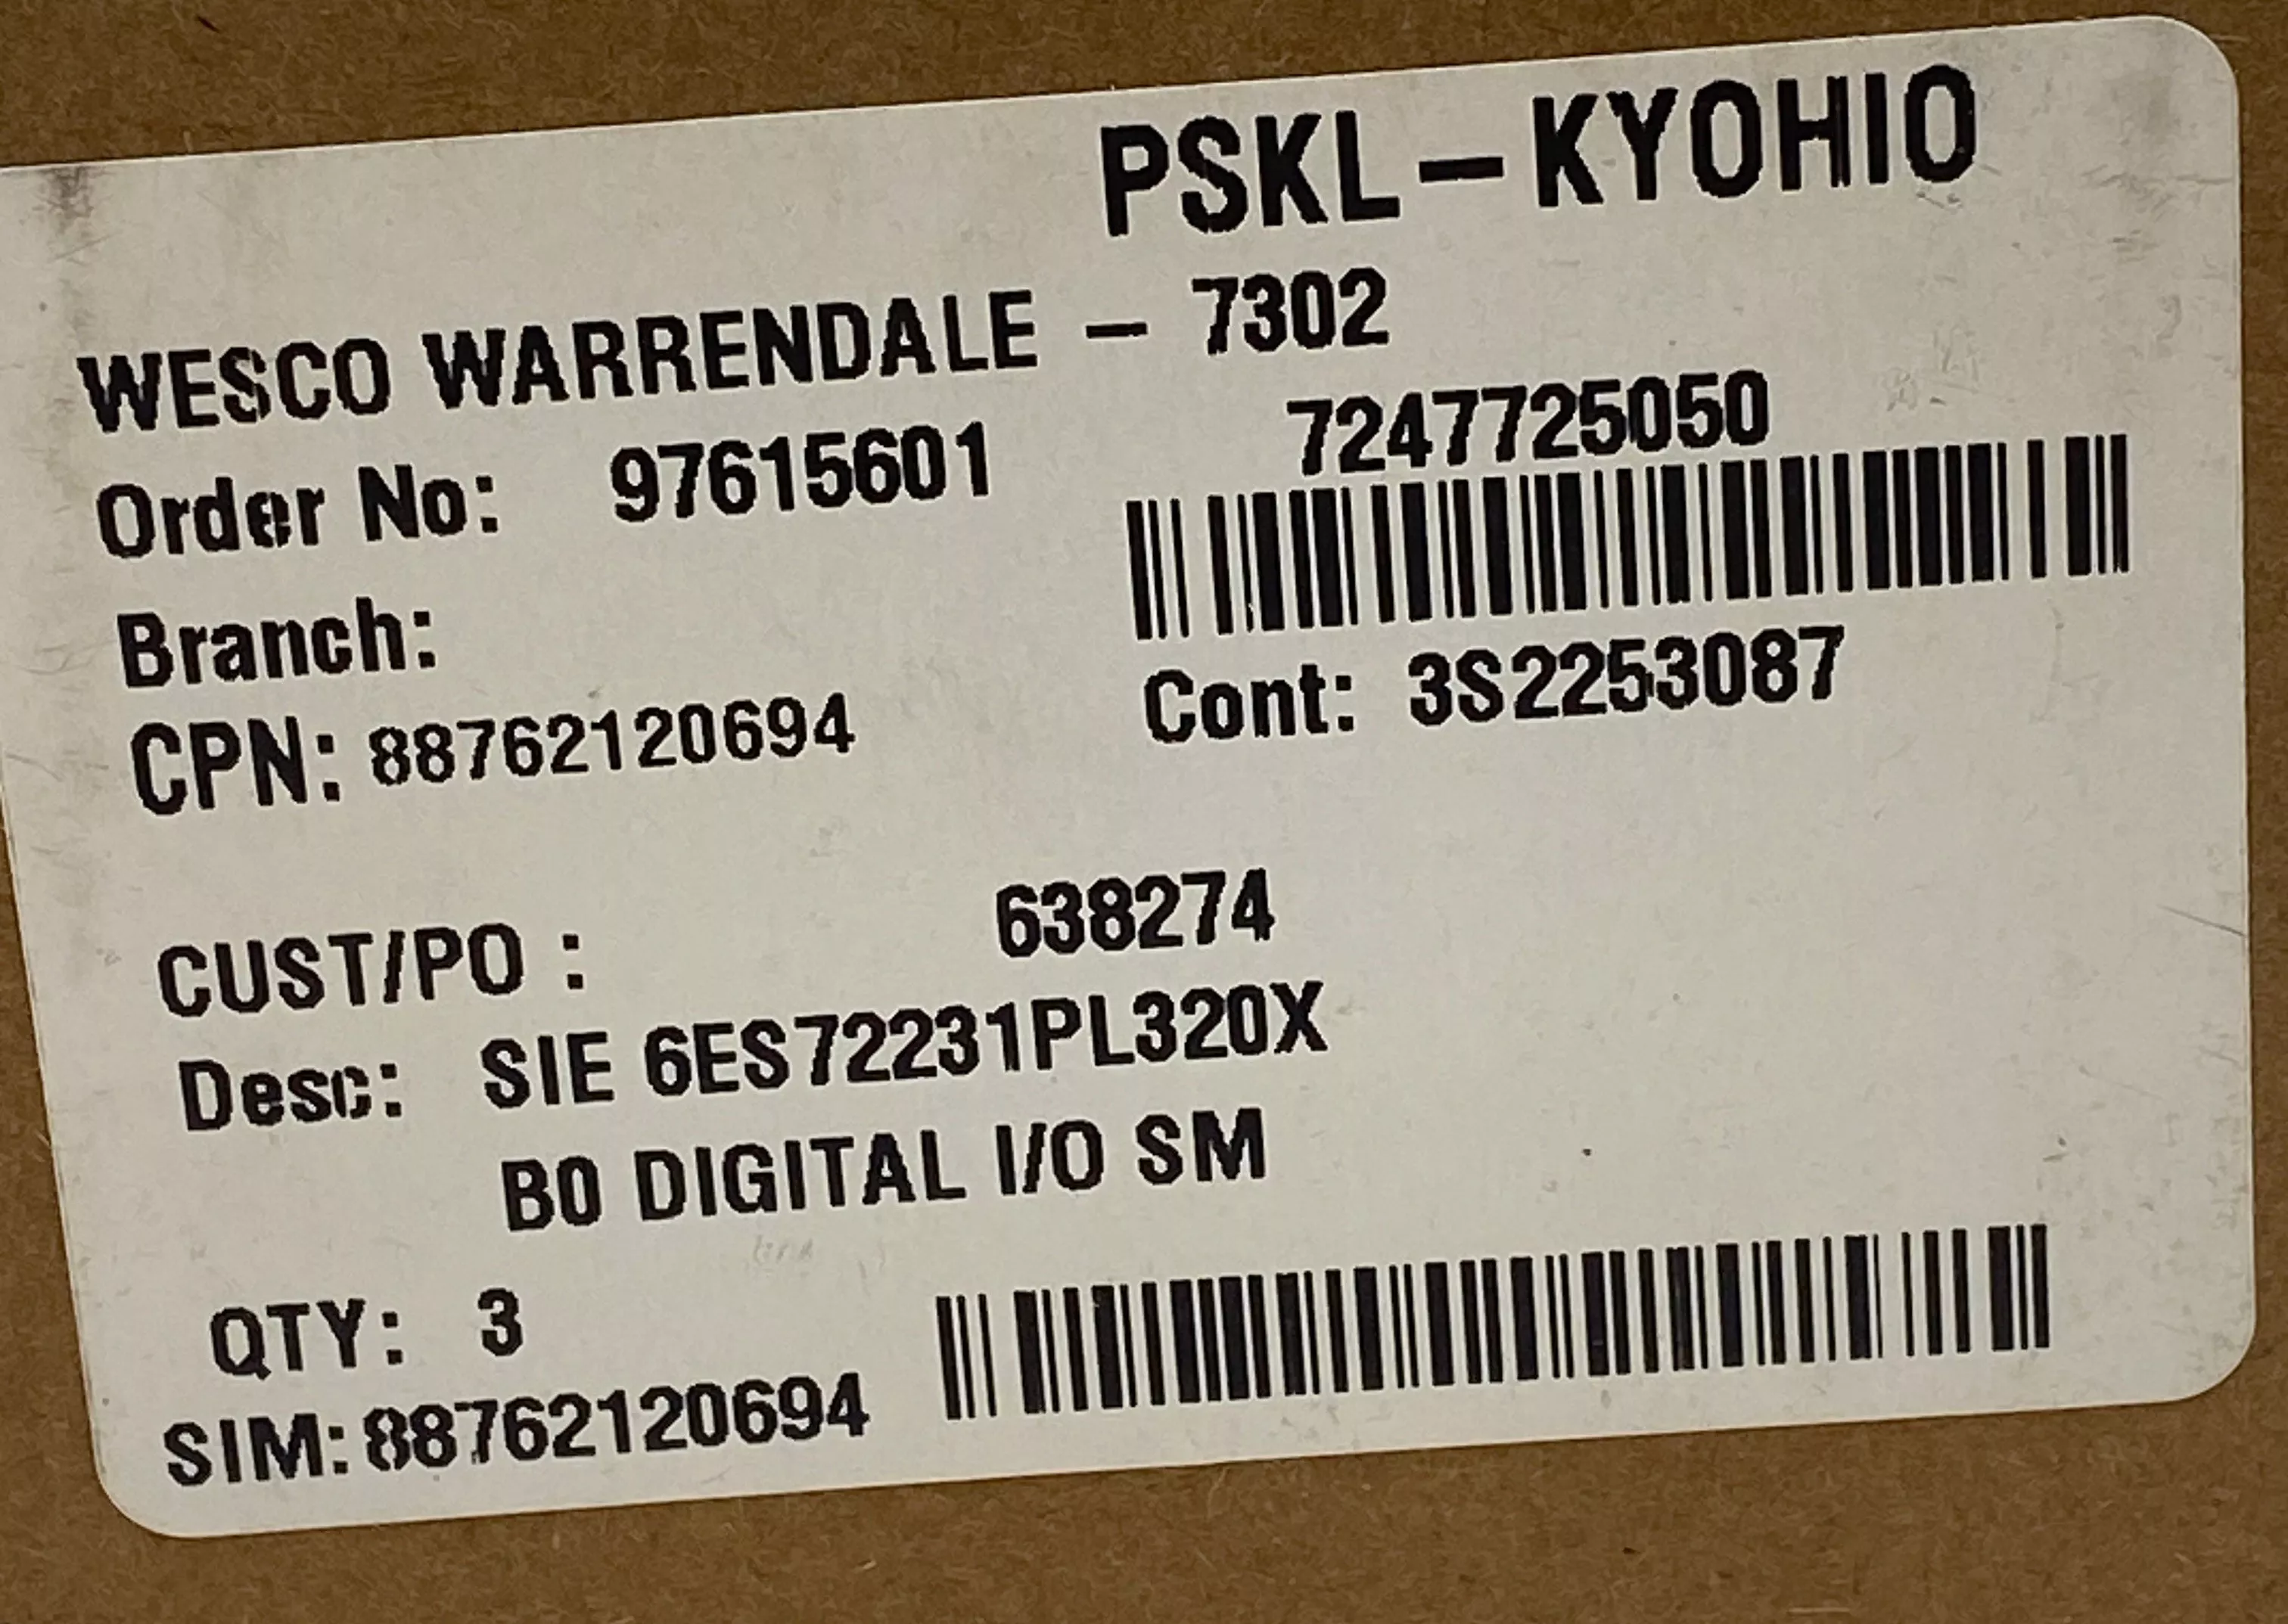 PSKL-KYOHIO
WESCO WARRENDALE - 7302
7247725050
Order No: 97615601
Branch:
Cont: 3S2253087
CPN: 88762120694
CUST/PO : 638274
Desc: SIE 6ES72231PL320X
B0 DIGITAL I/O SM
QTY: 3
SIM:88762120694